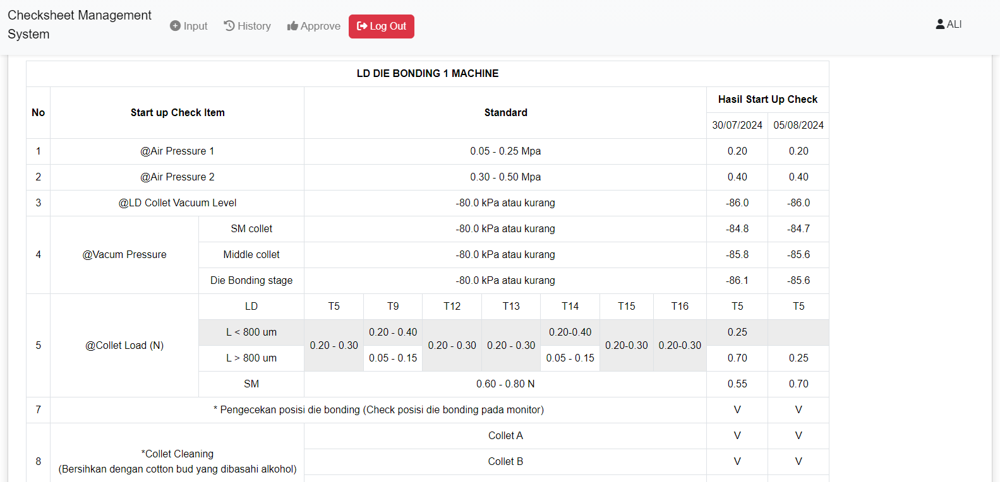 Checksheet Management
System
Input
History
Approve
Log Out
ALI
LD DIE BONDING 1 MACHINE
No
Start up Check Item
Standard
Hasil Start Up Check
30/07/2024 05/08/2024
1 @Air Pressure 1 0.05 - 0.25 Mpa 0.20 0.20
2 @Air Pressure 2 0.30 - 0.50 Mpa 0.40 0.40
3 @LD Collet Vacuum Level -80.0 kPa atau kurang -86.0 -86.0
4 @Vacum Pressure
SM collet -80.0 kPa atau kurang -84.8 -84.7
Middle collet -80.0 kPa atau kurang -85.8 -85.6
Die Bonding stage -80.0 kPa atau kurang -86.1 -85.6
5 @Collet Load (N)
LD T5 T9 T12 T13 T14 T15 T16 T5 T5
L < 800 um 0.20 - 0.40 0.20-0.40 0.25
0.20 - 0.30 0.20 - 0.30 0.20 - 0.30 0.20-0.30 0.20-0.30
L > 800 um 0.05 - 0.15 0.05 - 0.15 0.70 0.25
SM 0.60 - 0.80 N 0.55 0.70
7 * Pengecekan posisi die bonding (Check posisi die bonding pada monitor) V V
8 *Collet Cleaning
(Bersihkan dengan cotton bud yang dibasahi alkohol)
Collet A V V
Collet B V V